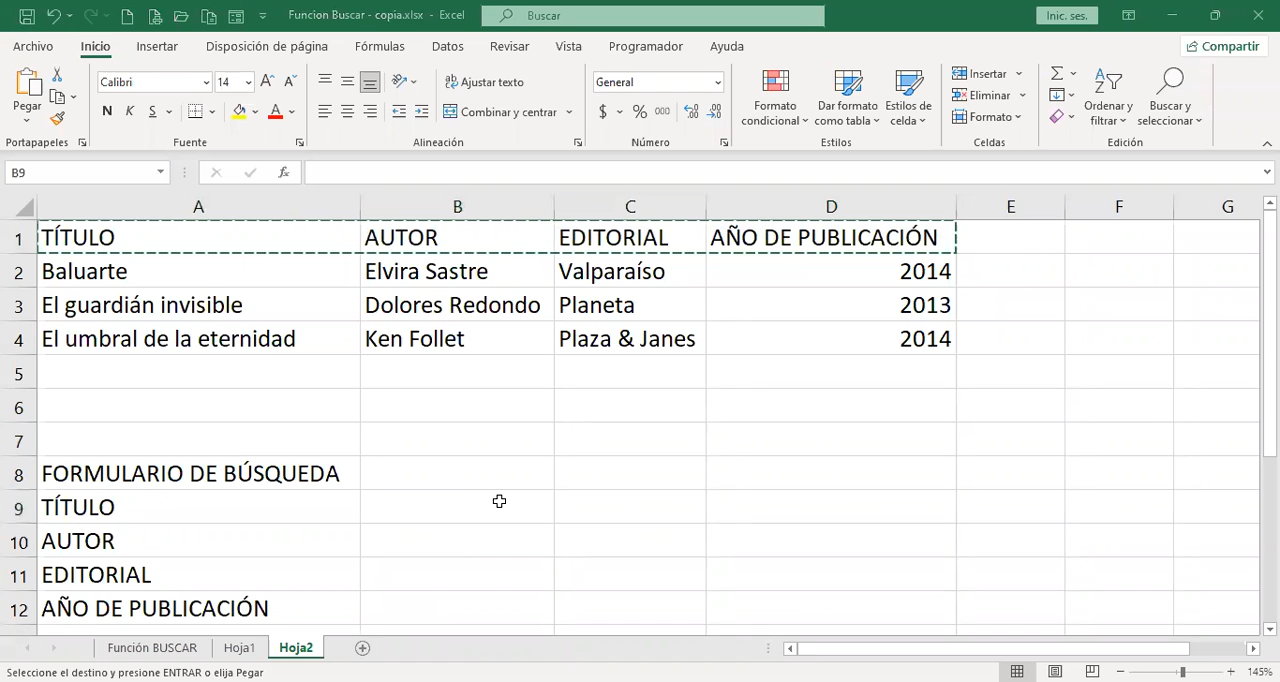 Funcion Buscar - copia.xlsx - Excel
Buscar
Inic. ses.
Archivo Inicio Insertar Disposición de página Fórmulas Datos Revisar Vista Programador Ayuda
Compartir
Pegar
Calibri 14
N K S
Ajustar texto
Combinar y centrar
General
$ % 000
Formato condicional
Dar formato como tabla
Estilos de celda
Insertar
Eliminar
Formato
Ordenar y filtrar
Buscar y seleccionar
Portapapeles Fuente Alineación Número Estilos Celdas Edición
B9
fx
A B C D E F G
1 TÍTULO AUTOR EDITORIAL AÑO DE PUBLICACIÓN
2 Baluarte Elvira Sastre Valparaíso 2014
3 El guardián invisible Dolores Redondo Planeta 2013
4 El umbral de la eternidad Ken Follet Plaza & Janes 2014
5
6
7
8 FORMULARIO DE BÚSQUEDA
9 TÍTULO
10 AUTOR
11 EDITORIAL
12 AÑO DE PUBLICACIÓN
Función BUSCAR Hoja1 Hoja2
Seleccione el destino y presione ENTRAR o elija Pegar
145%